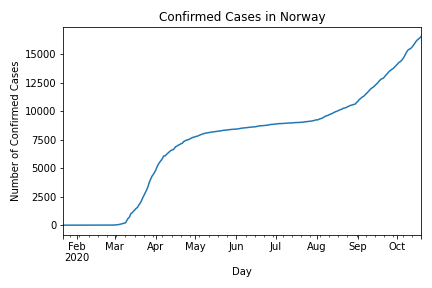 Confirmed Cases in Norway
Number of Confirmed Cases
15000
12500
10000
7500
5000
2500
0
Feb Mar Apr May Jun Jul Aug Sep Oct
2020
Day